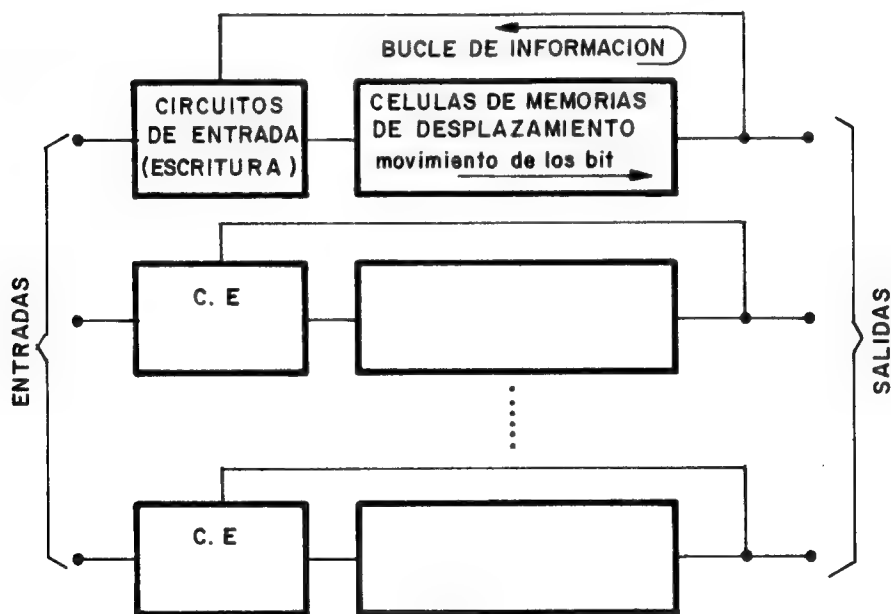 BUCLE DE INFORMACION
CIRCUITOS
DE ENTRADA
(ESCRITURA)
CELULAS DE MEMORIAS
DE DESPLAZAMIENTO
movimiento de los bit
ENTRADAS
C. E
SALIDAS
C. E